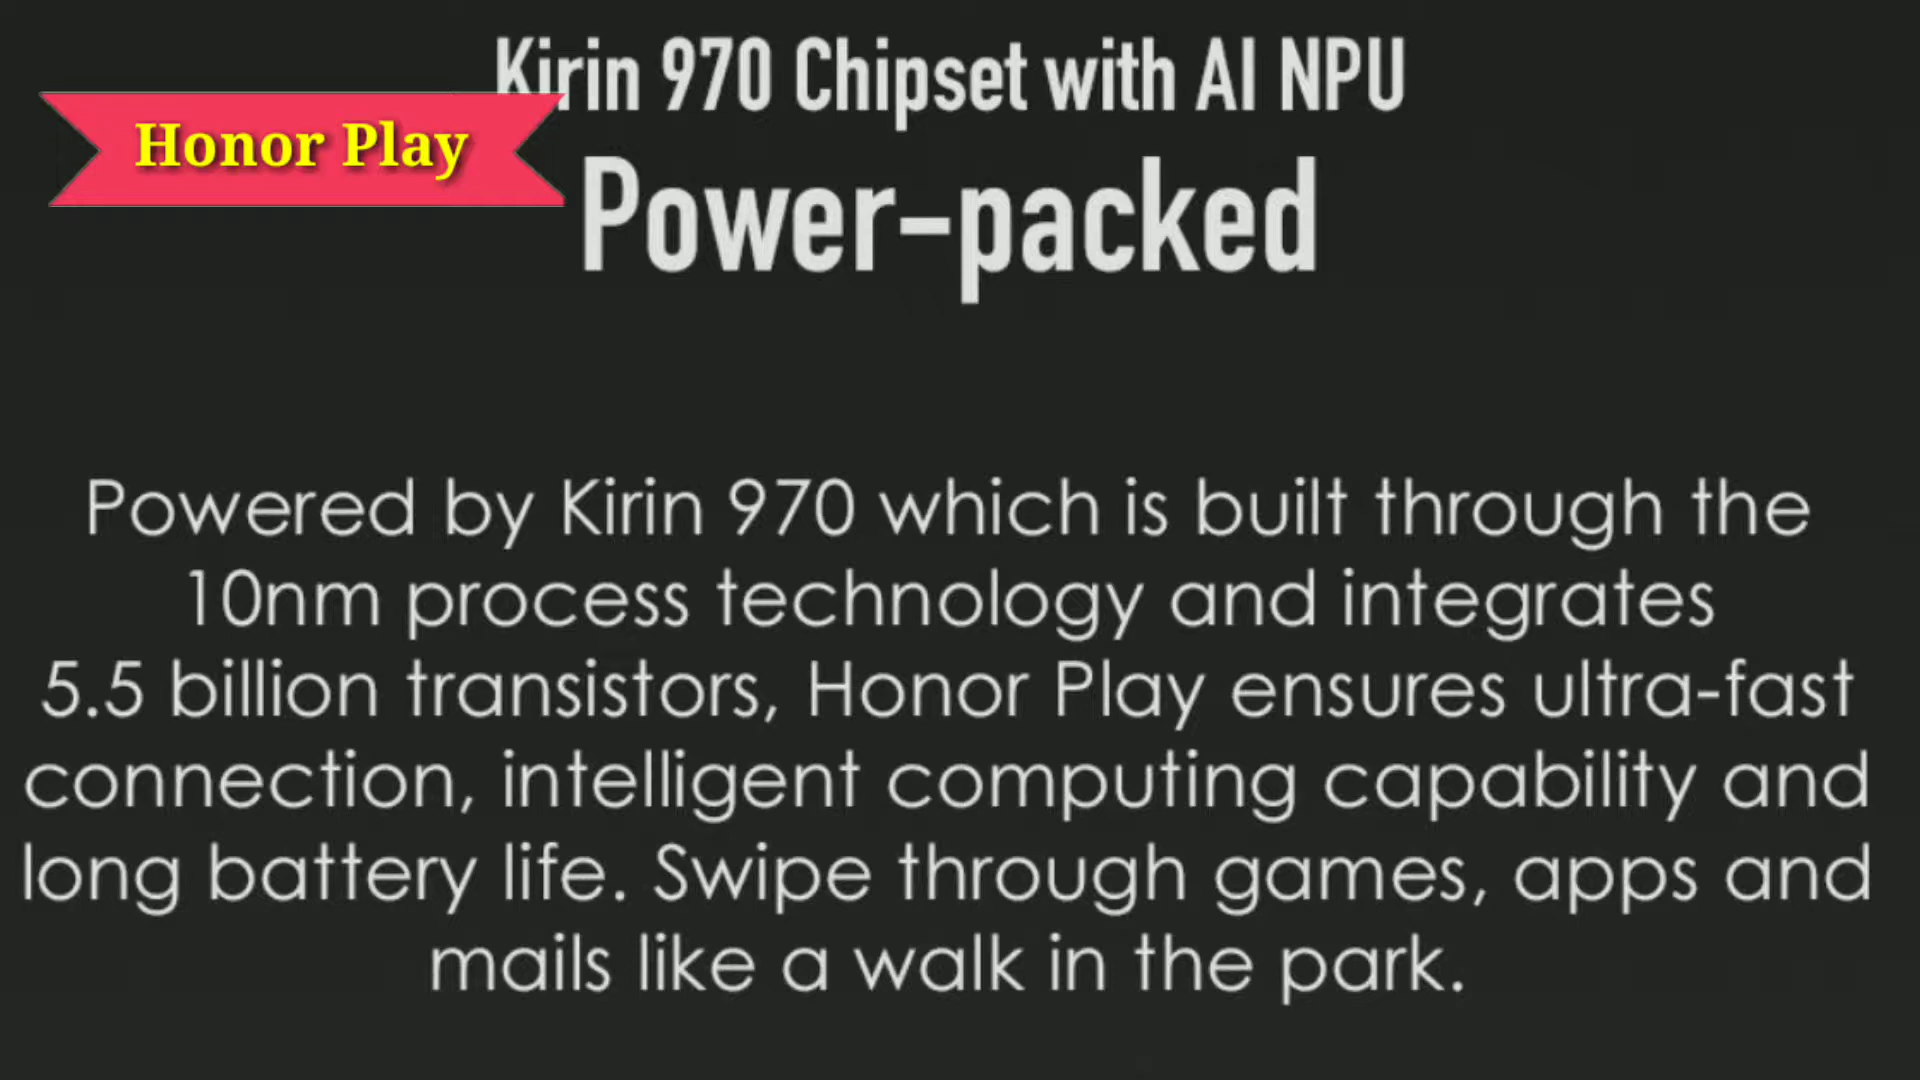 Kirin 970 Chipset with AI NPU
Honor Play
Power-packed
Powered by Kirin 970 which is built through the
10nm process technology and integrates
5.5 billion transistors, Honor Play ensures ultra-fast
connection, intelligent computing capability and
long battery life. Swipe through games, apps and
mails like a walk in the park.